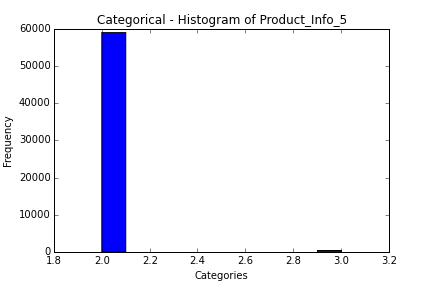 Categorical - Histogram of Product_Info_5
Frequency
60000
50000
40000
30000
20000
10000
0
1.8 2.0 2.2 2.4 2.6 2.8 3.0 3.2
Categories